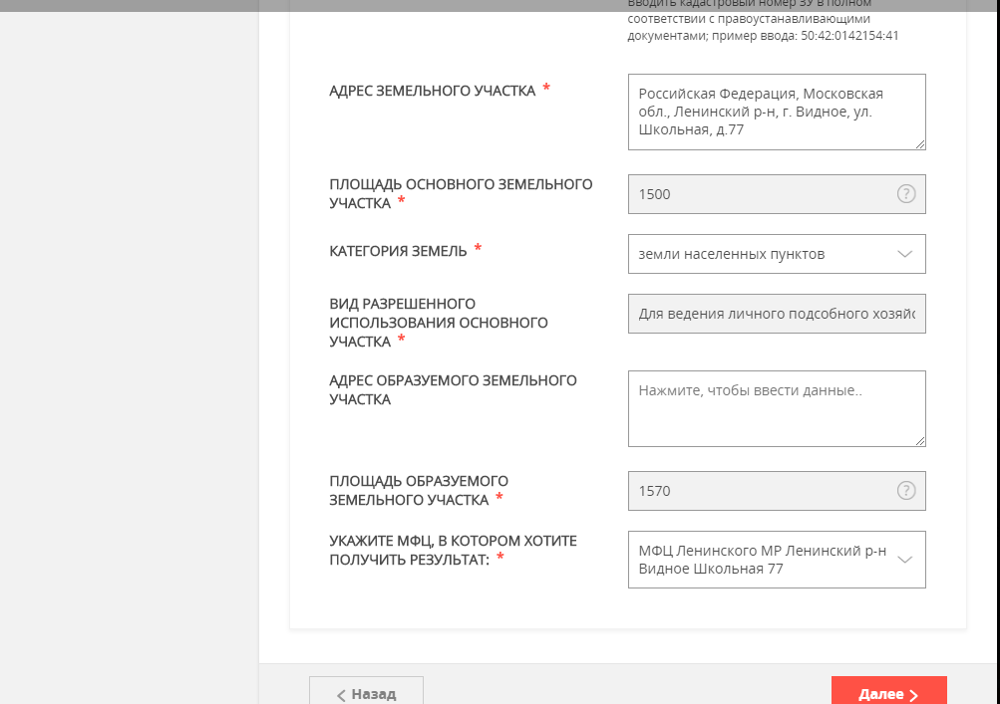 Вводить кадастровый номер ЗУ в полном
соответствии с правоустанавливающими
документами; пример ввода: 50:42:0142154:41
АДРЕС ЗЕМЕЛЬНОГО УЧАСТКА *
Российская Федерация, Московская
обл., Ленинский р-н, г. Видное, ул.
Школьная, д.77
ПЛОЩАДЬ ОСНОВНОГО ЗЕМЕЛЬНОГО
УЧАСТКА *
1500
?
КАТЕГОРИЯ ЗЕМЕЛЬ *
земли населенных пунктов
ВИД РАЗРЕШЕННОГО
ИСПОЛЬЗОВАНИЯ ОСНОВНОГО
УЧАСТКА *
Для ведения личного подсобного хозяйс
АДРЕС ОБРАЗУЕМОГО ЗЕМЕЛЬНОГО
УЧАСТКА
Нажмите, чтобы ввести данные..
ПЛОЩАДЬ ОБРАЗУЕМОГО
ЗЕМЕЛЬНОГО УЧАСТКА *
1570
?
УКАЖИТЕ МФЦ, В КОТОРОМ ХОТИТЕ
ПОЛУЧИТЬ РЕЗУЛЬТАТ: *
МФЦ Ленинского МР Ленинский р-н
Видное Школьная 77
Назад
Далее